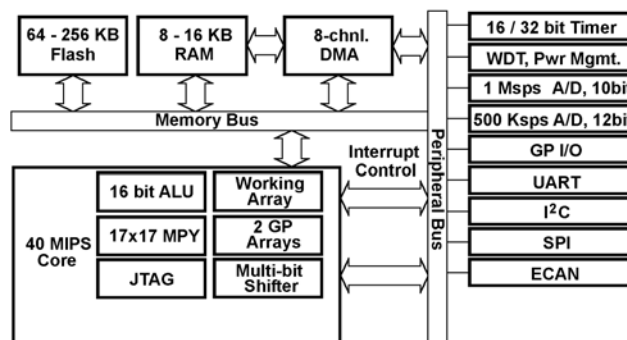 64 - 256 KB
Flash
8 - 16 KB
RAM
8-chnl.
DMA
Memory Bus
Interrupt
Control
Peripheral Bus
40 MIPS
Core
16 bit ALU
Working
Array
17x17 MPY
2 GP
Arrays
JTAG
Multi-bit
Shifter
16 / 32 bit Timer
WDT, Pwr Mgmt.
1 Msps A/D, 10bit
500 Ksps A/D, 12bit
GP I/O
UART
I²C
SPI
ECAN